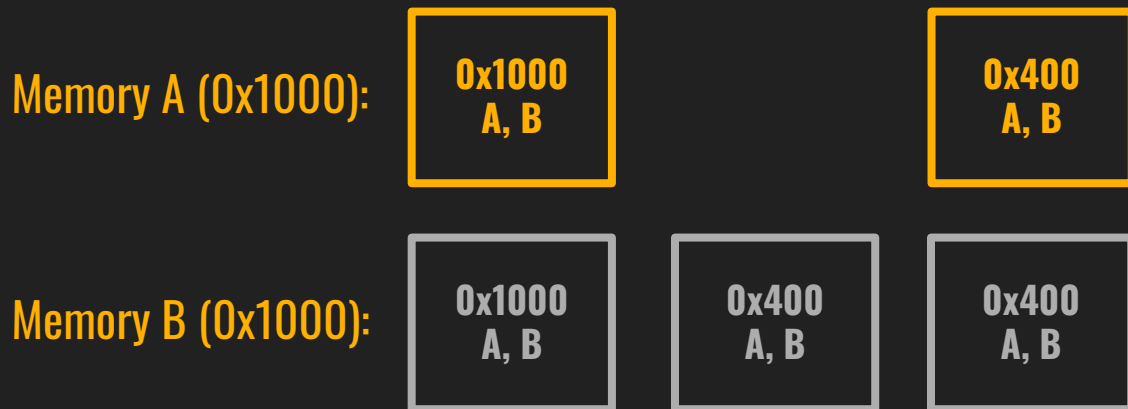 Memory A (0x1000):
0x1000
A, B
0x400
A, B
Memory B (0x1000):
0x1000
A, B
0x400
A, B
0x400
A, B